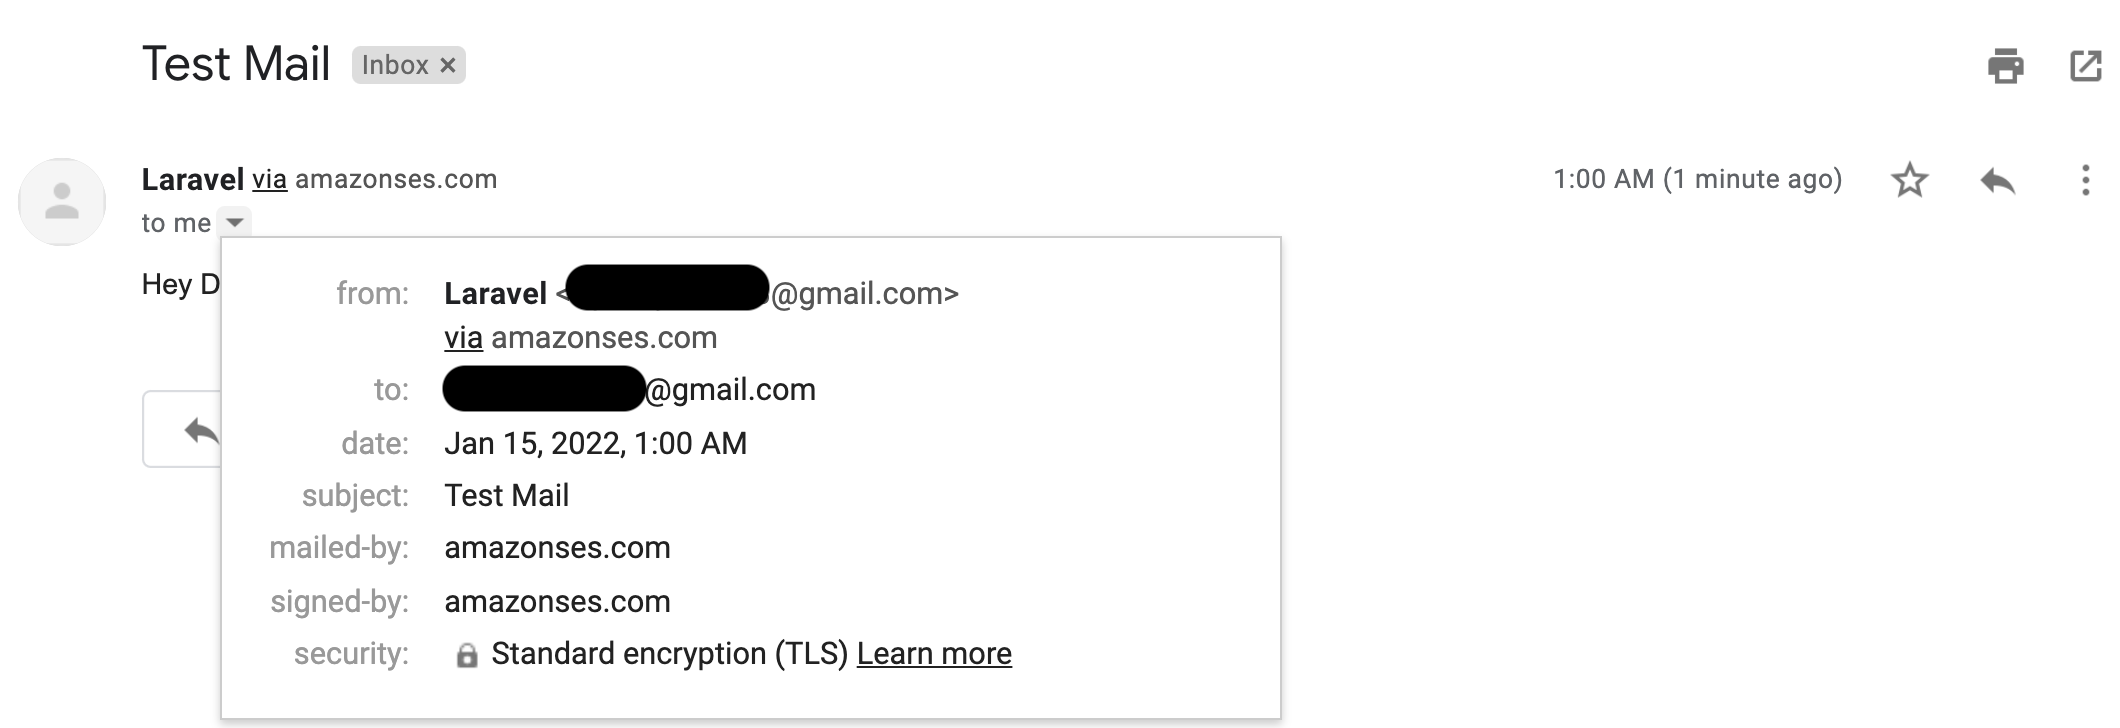 Test Mail Inbox ×
Laravel via amazonses.com 1:00 AM (1 minute ago)
to me
Hey D
from: Laravel < @gmail.com>
via amazonses.com
to: @gmail.com
date: Jan 15, 2022, 1:00 AM
subject: Test Mail
mailed-by: amazonses.com
signed-by: amazonses.com
security: Standard encryption (TLS) Learn more